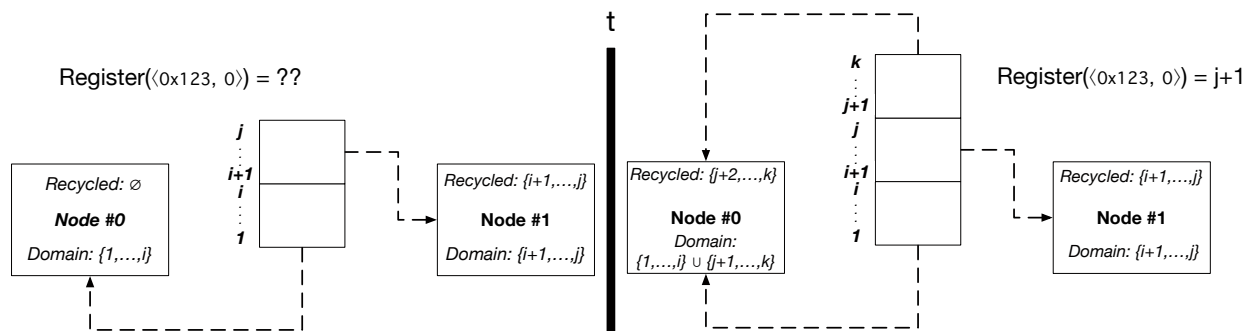 t
Register(⟨0x123, 0⟩) = ??
j
⋮
i+1
i
⋮
1
Recycled: ∅
Node #0
Domain: {1,...,i}
Recycled: {i+1,...,j}
Node #1
Domain: {i+1,...,j}
Register(⟨0x123, 0⟩) = j+1
k
⋮
j+1
j
⋮
i+1
i
⋮
1
Recycled: {j+2,...,k}
Node #0
Domain:
{1,...,i} ∪ {j+1,...,k}
Recycled: {i+1,...,j}
Node #1
Domain: {i+1,...,j}